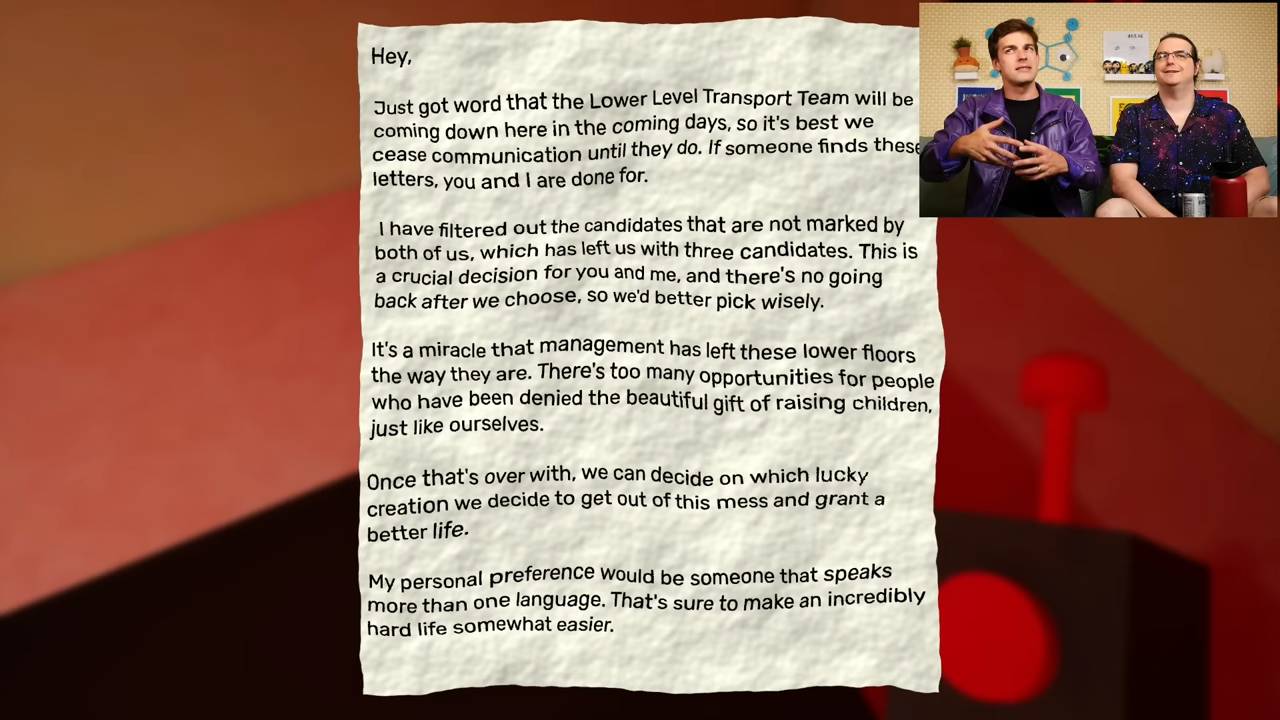 Hey,
Just got word that the Lower Level Transport Team will be
coming down here in the coming days, so it's best we
cease communication until they do. If someone finds these
letters, you and I are done for.
I have filtered out the candidates that are not marked by
both of us, which has left us with three candidates. This is
a crucial decision for you and me, and there's no going
back after we choose, so we'd better pick wisely.
It's a miracle that management has left these lower floors
the way they are. There's too many opportunities for people
who have been denied the beautiful gift of raising children,
just like ourselves.
Once that's over with, we can decide on which lucky
creation we decide to get out of this mess and grant a
better life.
My personal preference would be someone that speaks
more than one language. That's sure to make an incredibly
hard life somewhat easier.